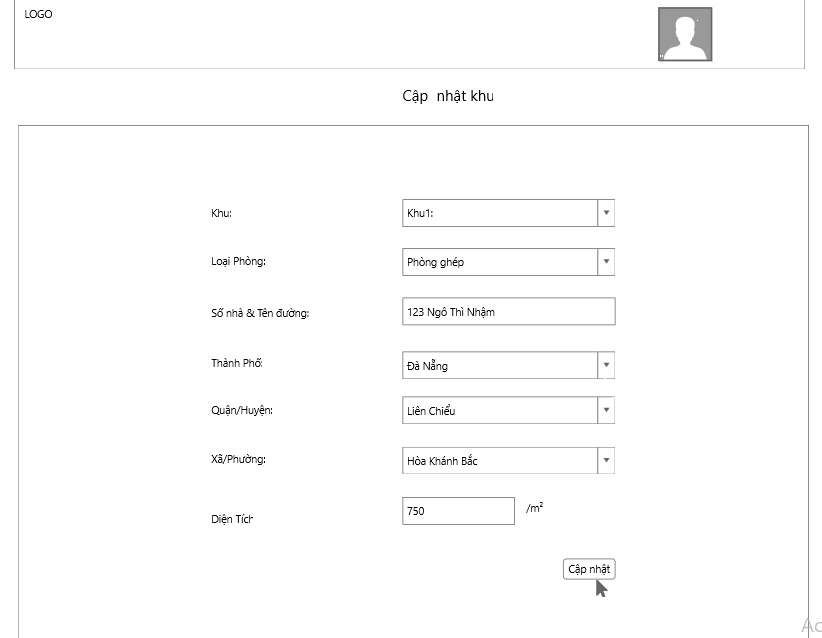 LOGO
Cập nhật khu
Khu: Khu1:
Loại Phòng: Phòng ghép
Số nhà & Tên đường: 123 Ngô Thì Nhậm
Thành Phố: Đà Nẵng
Quận/Huyện: Liên Chiểu
Xã/Phường: Hòa Khánh Bắc
Diện Tích 750 /m²
Cập nhật
Ac